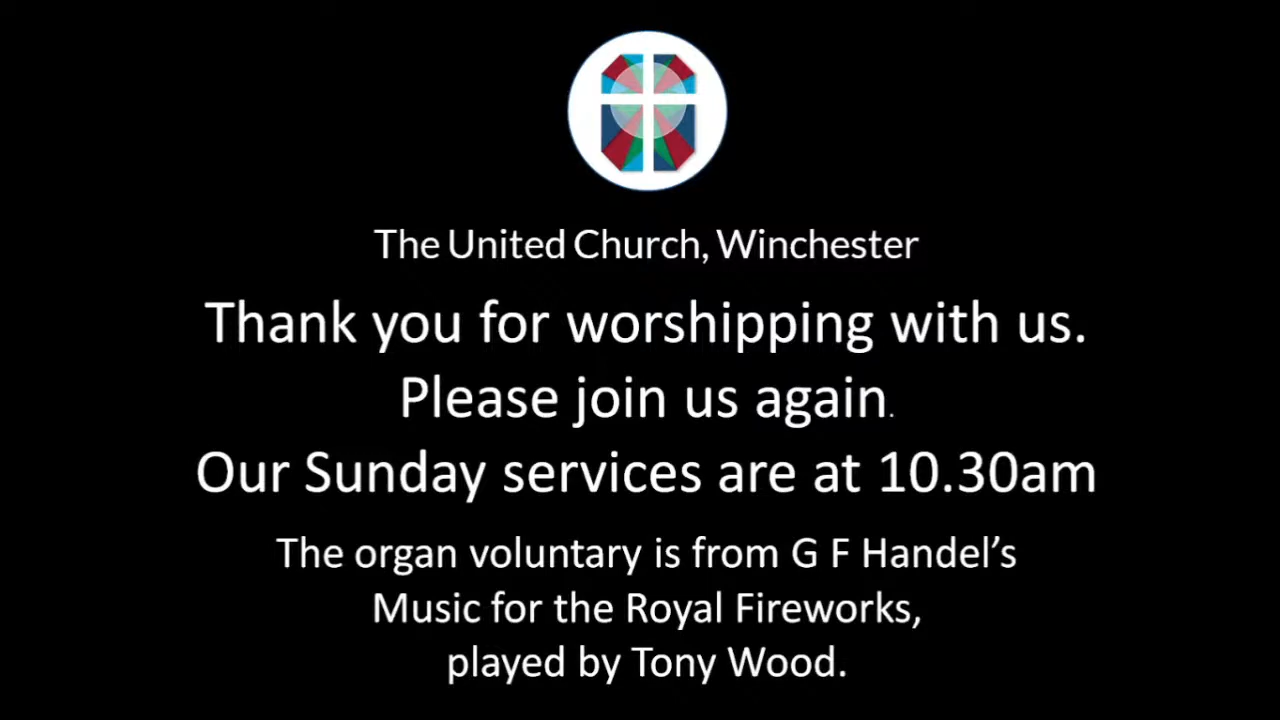 The United Church, Winchester
Thank you for worshipping with us.
Please join us again.
Our Sunday services are at 10.30am
The organ voluntary is from G F Handel’s
Music for the Royal Fireworks,
played by Tony Wood.